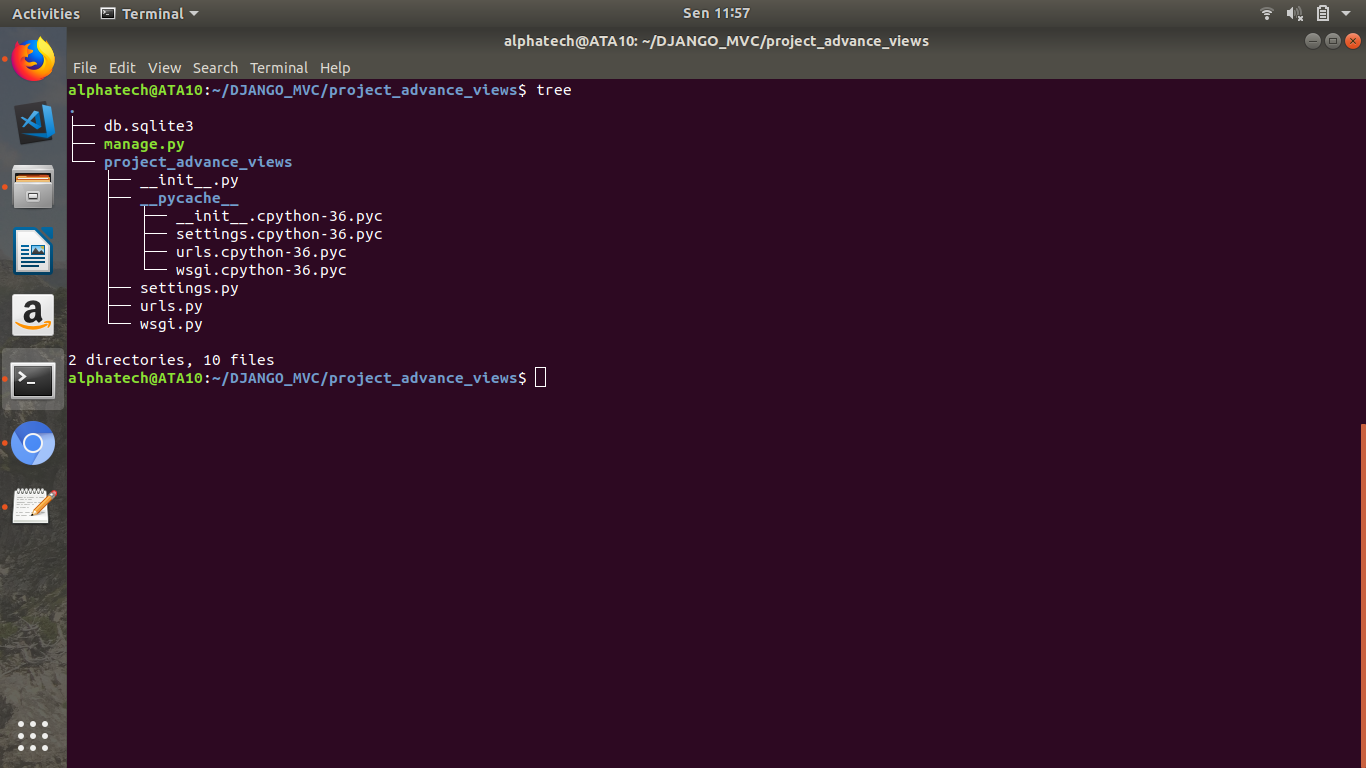 Activities Terminal Sen 11:57
alphatech@ATA10: ~/DJANGO_MVC/project_advance_views
File Edit View Search Terminal Help
alphatech@ATA10:~/DJANGO_MVC/project_advance_views$ tree
.
├── db.sqlite3
├── manage.py
└── project_advance_views
    ├── __init__.py
    ├── __pycache__
    │   ├── __init__.cpython-36.pyc
    │   ├── settings.cpython-36.pyc
    │   ├── urls.cpython-36.pyc
    │   └── wsgi.cpython-36.pyc
    ├── settings.py
    ├── urls.py
    └── wsgi.py
2 directories, 10 files
alphatech@ATA10:~/DJANGO_MVC/project_advance_views$